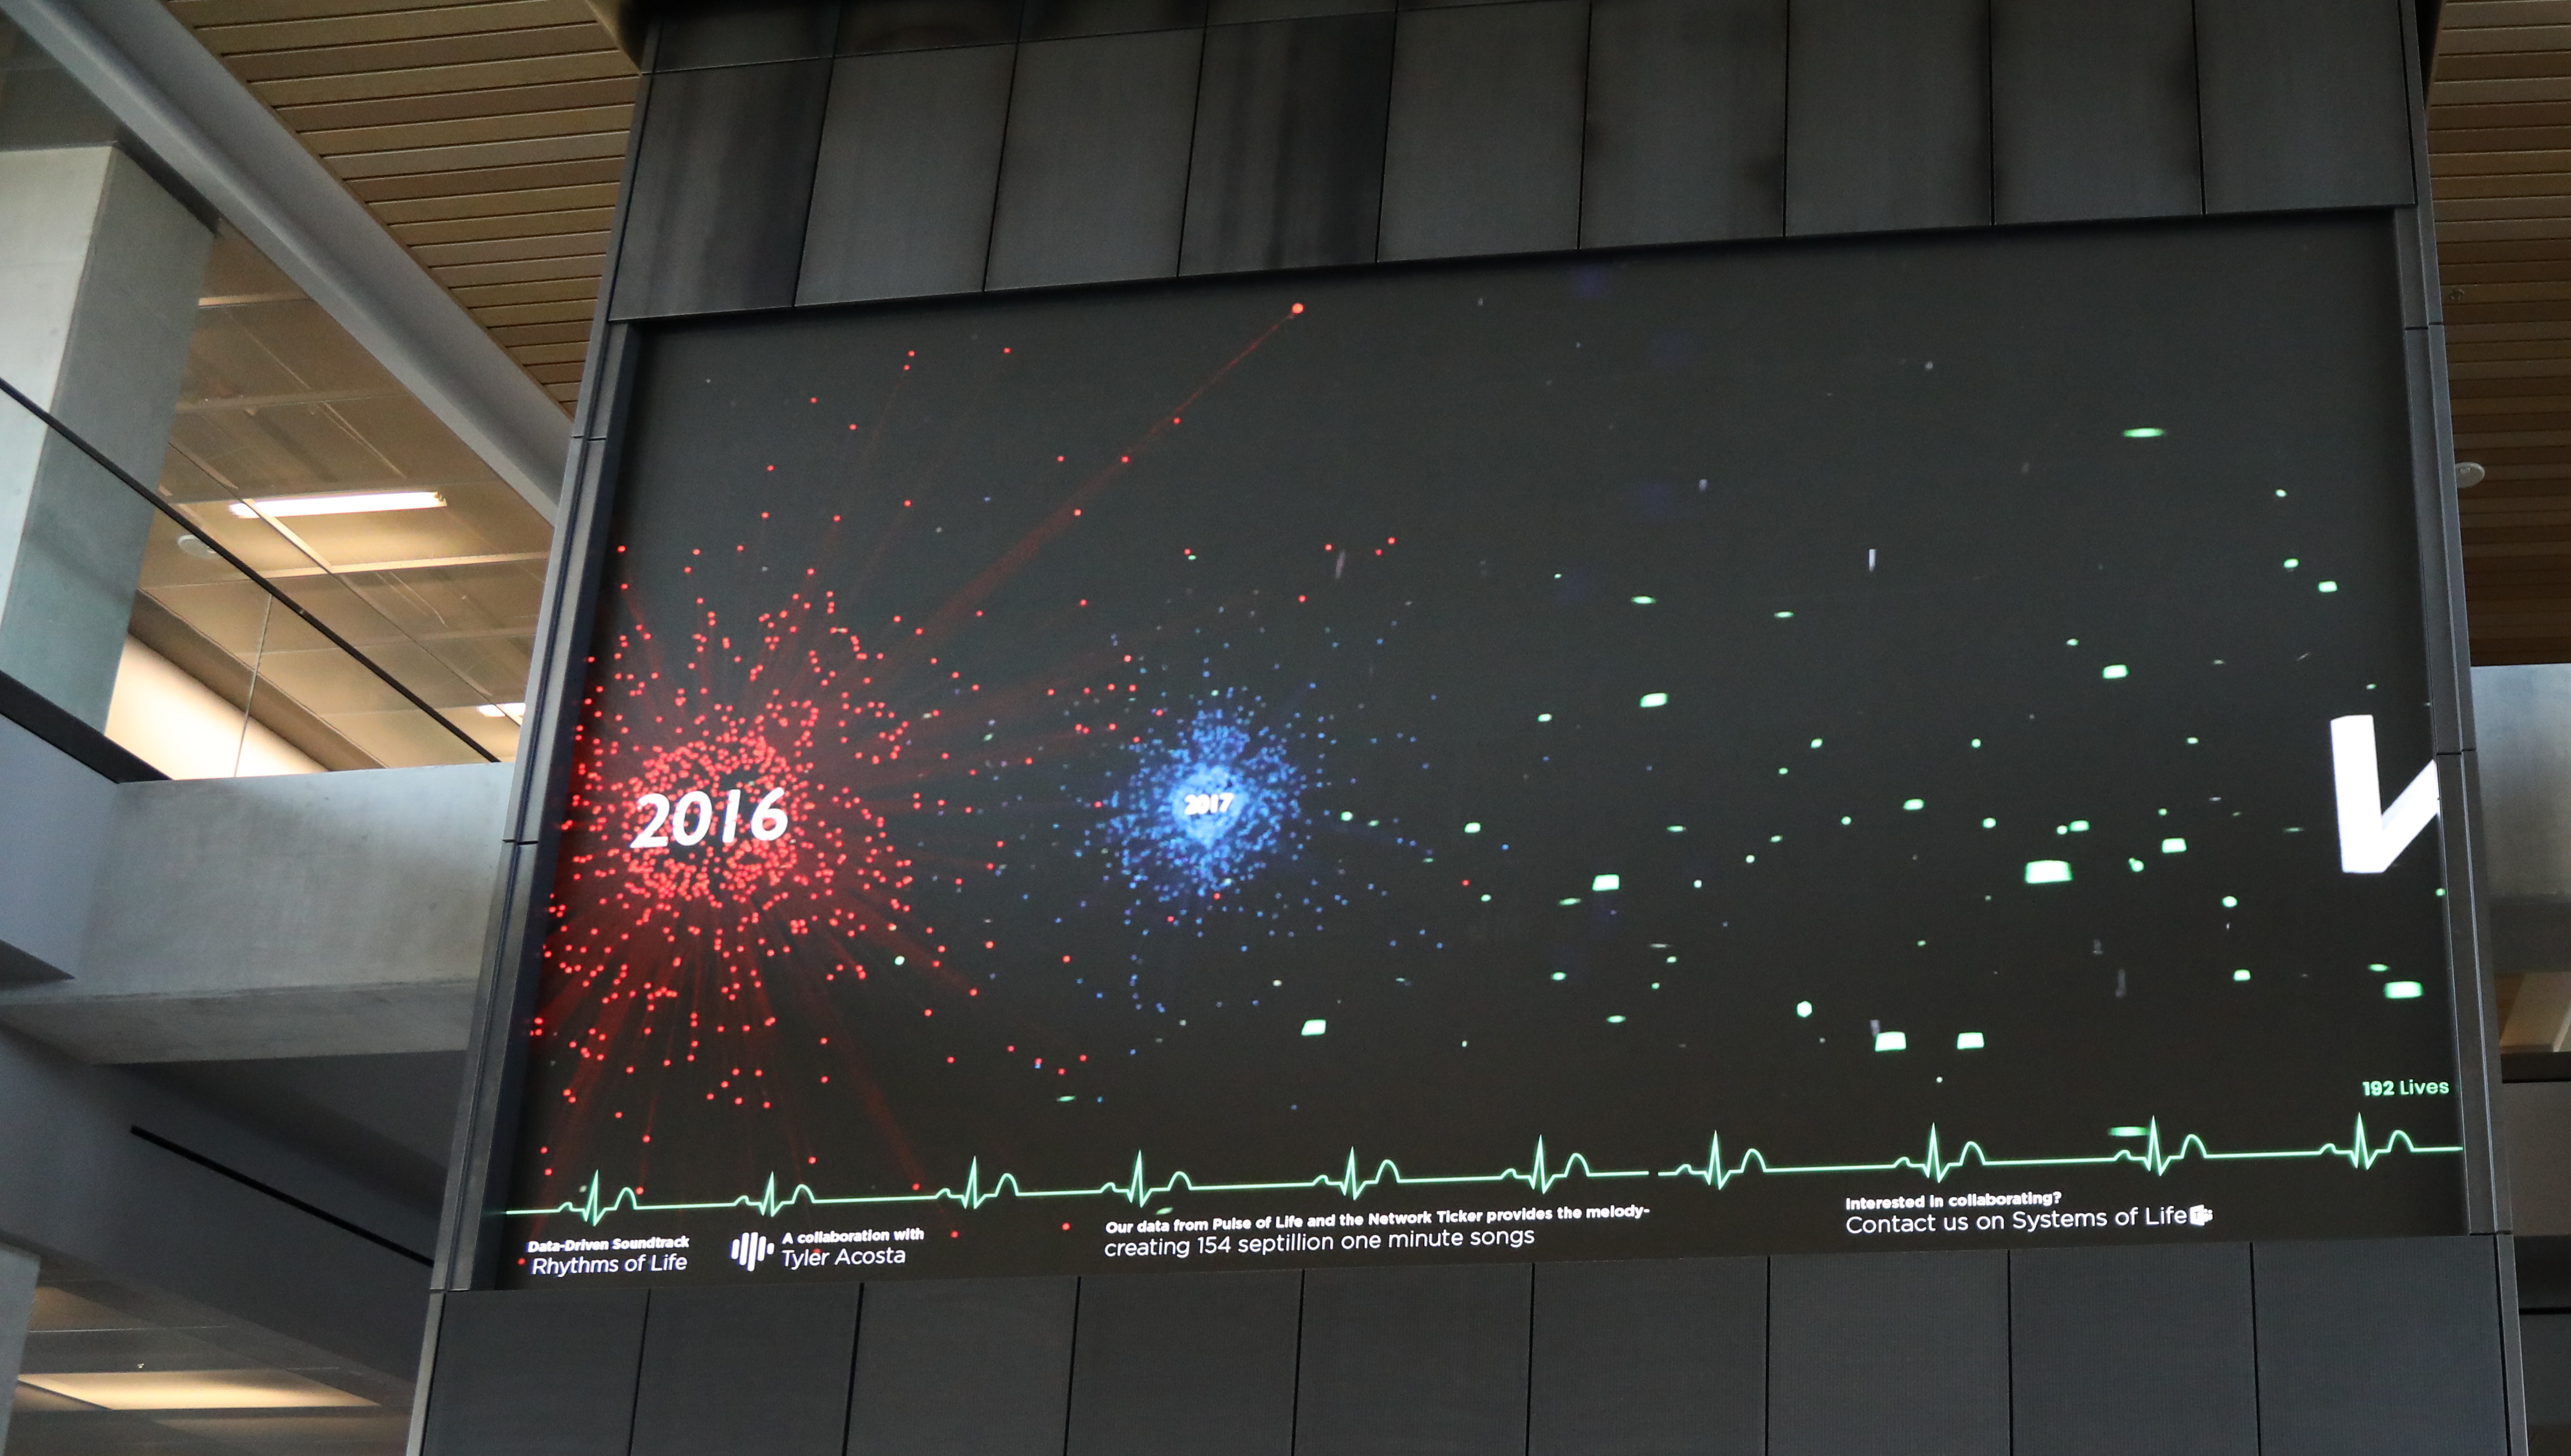 2016
2017
192 Lives
Data-Driven Soundtrack
Rhythms of Life
A collaboration with
Tyler Acosta
Our data from Pulse of Life and the Network Ticker provides the melody-
creating 154 septillion one minute songs
Interested in collaborating?
Contact us on Systems of Life